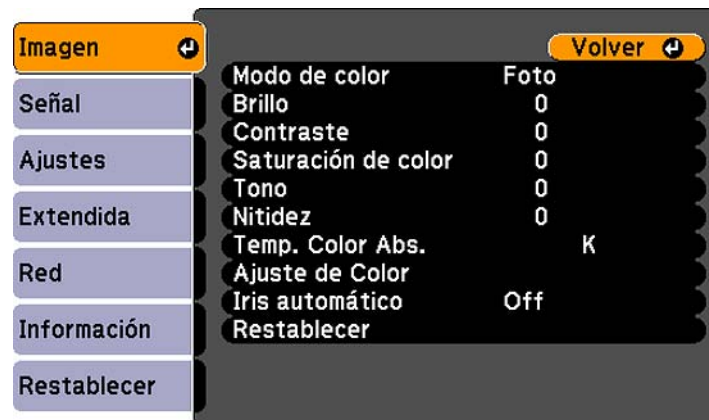 Imagen
Señal
Ajustes
Extendida
Red
Información
Restablecer
Volver
Modo de color Foto
Brillo 0
Contraste 0
Saturación de color 0
Tono 0
Nitidez 0
Temp. Color Abs. K
Ajuste de Color
Iris automático Off
Restablecer